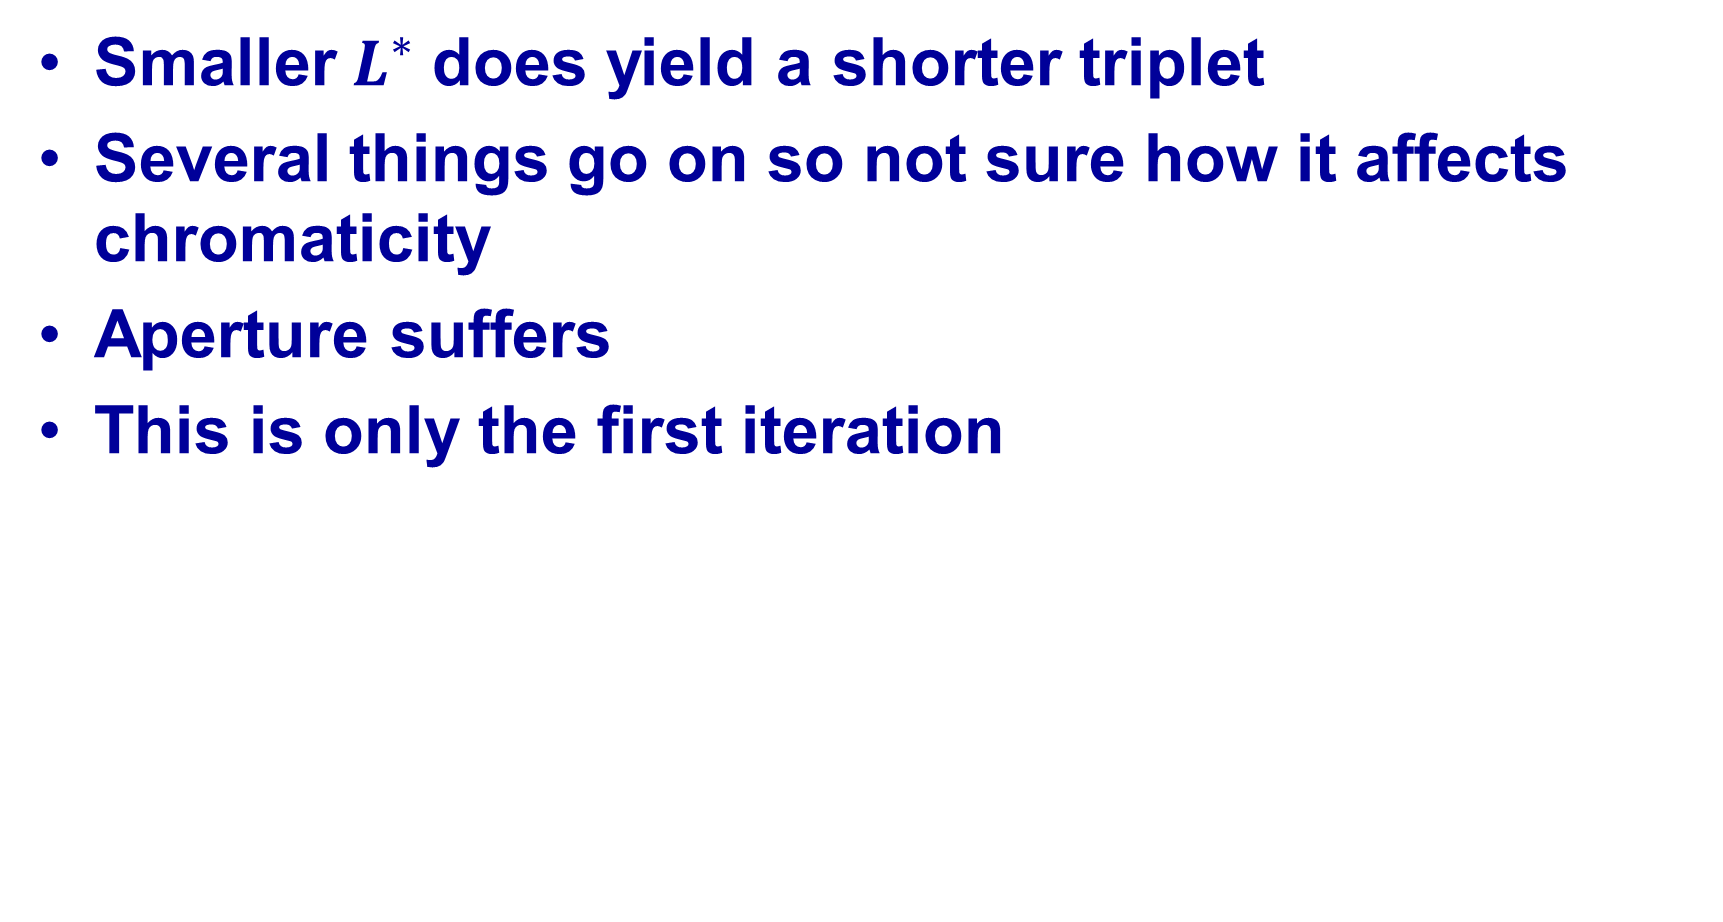 • Smaller L* does yield a shorter triplet
• Several things go on so not sure how it affects
chromaticity
• Aperture suffers
• This is only the first iteration